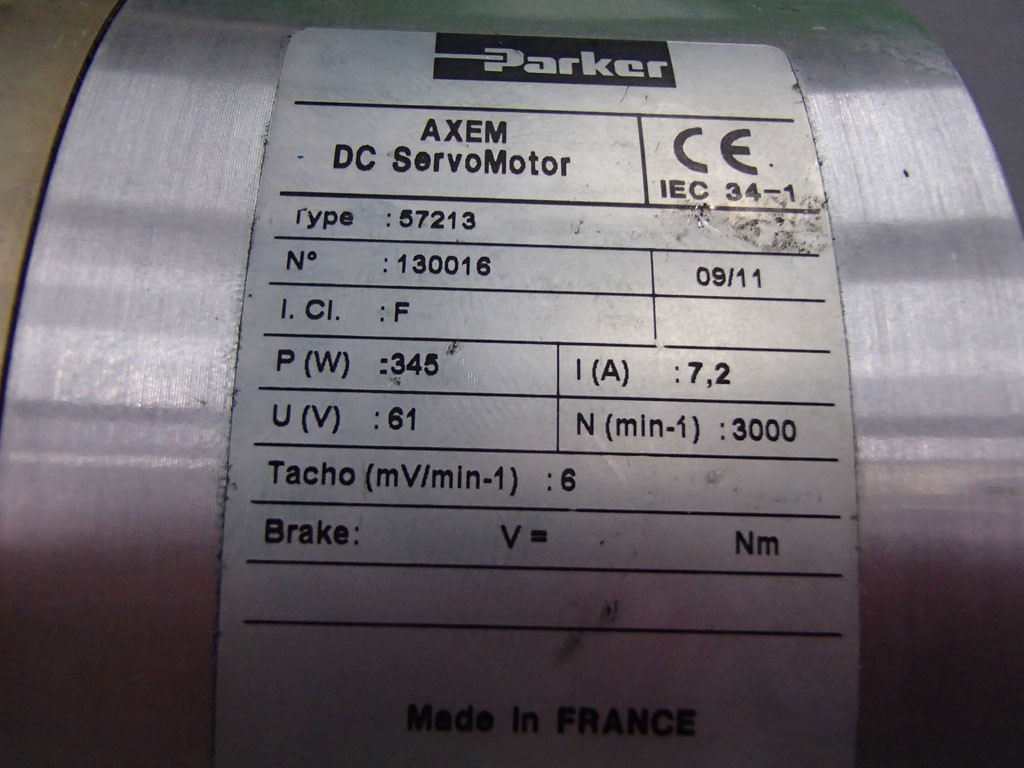 Parker
AXEM
DC ServoMotor
CE
IEC 34-1
Type :57213
N° :130016 09/11
I. Cl. :F
P (W) :345 I (A) :7,2
U (V) :61 N (min-1) :3000
Tacho (mV/min-1) :6
Brake: V = Nm
Made in FRANCE